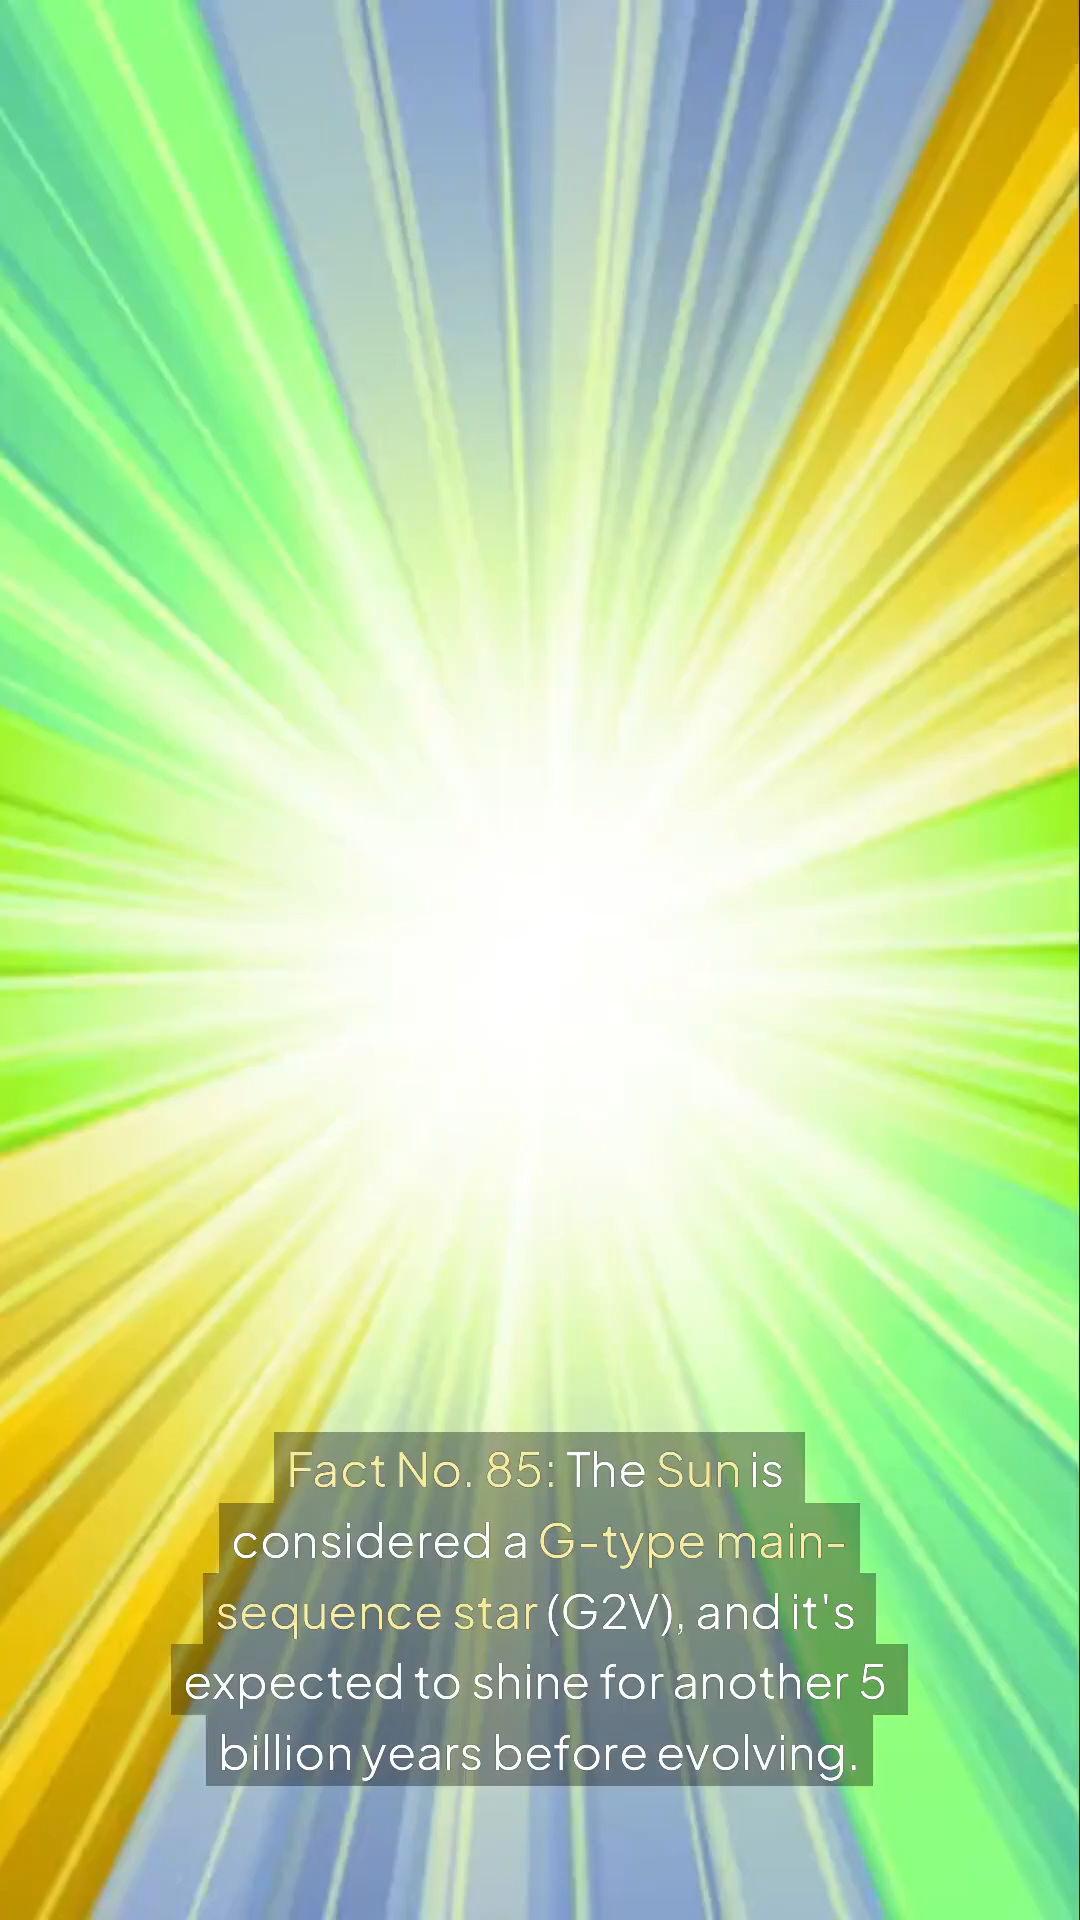 Fact No. 85: The Sun is
considered a G-type main-
sequence star (G2V), and it's
expected to shine for another 5
billion years before evolving.